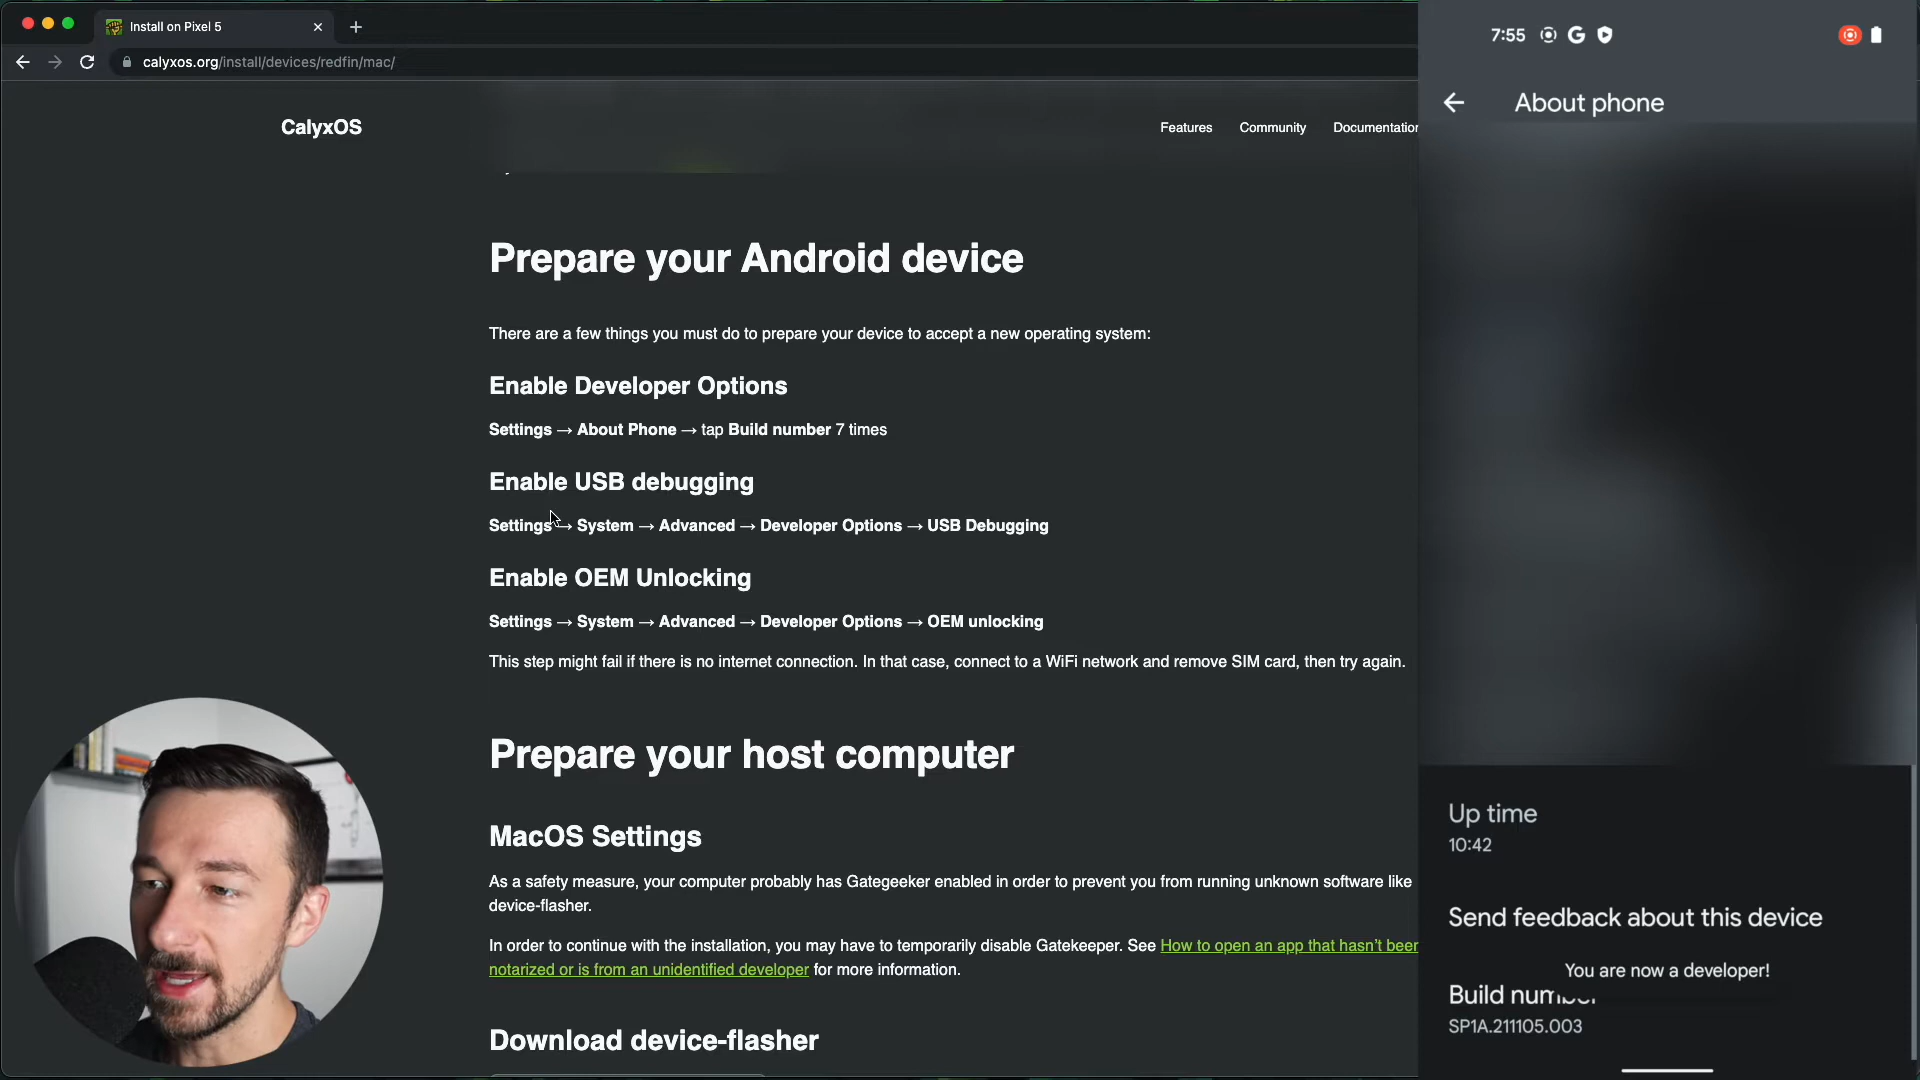 Install on Pixel 5
calyxos.org/install/devices/redfin/mac/
CalyxOS
Features
Community
Documentation
Prepare your Android device
There are a few things you must do to prepare your device to accept a new operating system:
Enable Developer Options
Settings → About Phone → tap Build number 7 times
Enable USB debugging
Settings → System → Advanced → Developer Options → USB Debugging
Enable OEM Unlocking
Settings → System → Advanced → Developer Options → OEM unlocking
This step might fail if there is no internet connection. In that case, connect to a WiFi network and remove SIM card, then try again.
Prepare your host computer
MacOS Settings
As a safety measure, your computer probably has Gategeeker enabled in order to prevent you from running unknown software like
device-flasher.
In order to continue with the installation, you may have to temporarily disable Gatekeeper. See How to open an app that hasn't been
notarized or is from an unidentified developer for more information.
Download device-flasher
7:55
About phone
Up time
10:42
Send feedback about this device
You are now a developer!
Build number
SP1A.211105.003